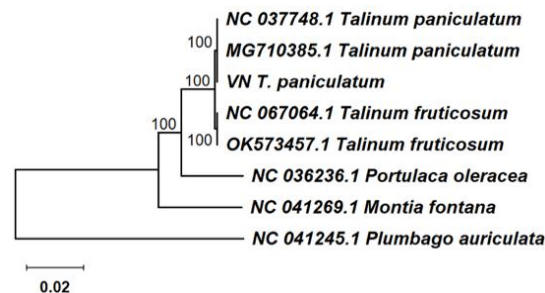 NC 037748.1 Talinum paniculatum
100
MG710385.1 Talinum paniculatum
100
VN T. paniculatum
NC 067064.1 Talinum fruticosum
100
100
OK573457.1 Talinum fruticosum
NC 036236.1 Portulaca oleracea
NC 041269.1 Montia fontana
NC 041245.1 Plumbago auriculata
0.02